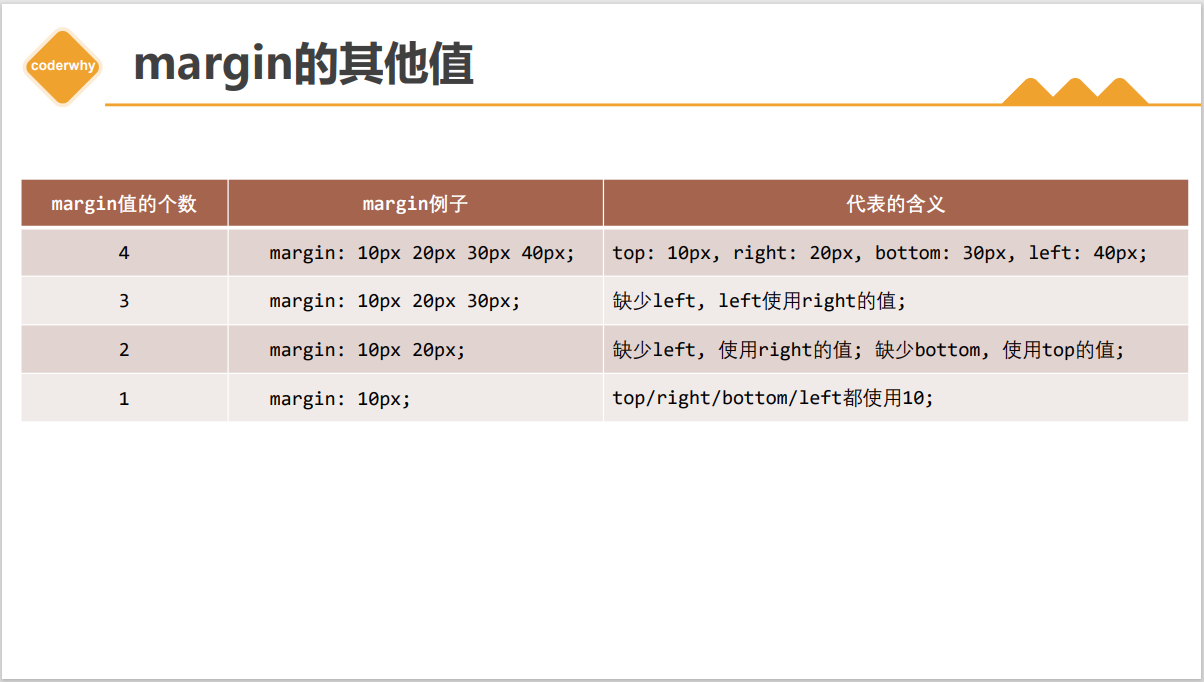 coderwhy
margin的其他值
margin值的个数 margin例子 代表的含义
4 margin: 10px 20px 30px 40px; top: 10px, right: 20px, bottom: 30px, left: 40px;
3 margin: 10px 20px 30px; 缺少left, left使用right的值;
2 margin: 10px 20px; 缺少left, 使用right的值; 缺少bottom, 使用top的值;
1 margin: 10px; top/right/bottom/left都使用10;